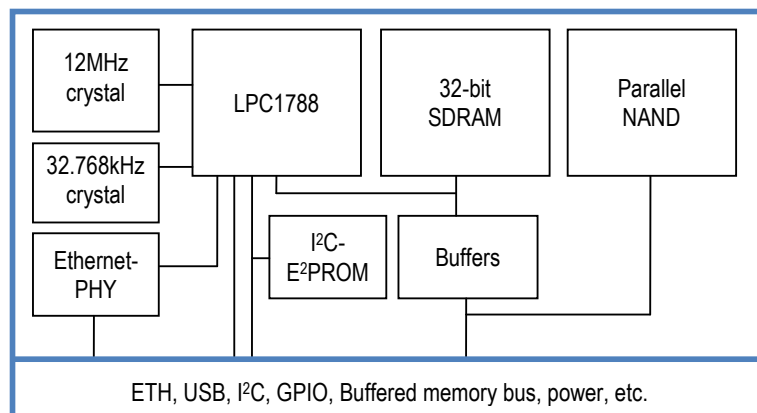 12MHz
crystal
LPC1788
32-bit
SDRAM
Parallel
NAND
32.768kHz
crystal
Ethernet-
PHY
I²C-
E²PROM
Buffers
ETH, USB, I²C, GPIO, Buffered memory bus, power, etc.